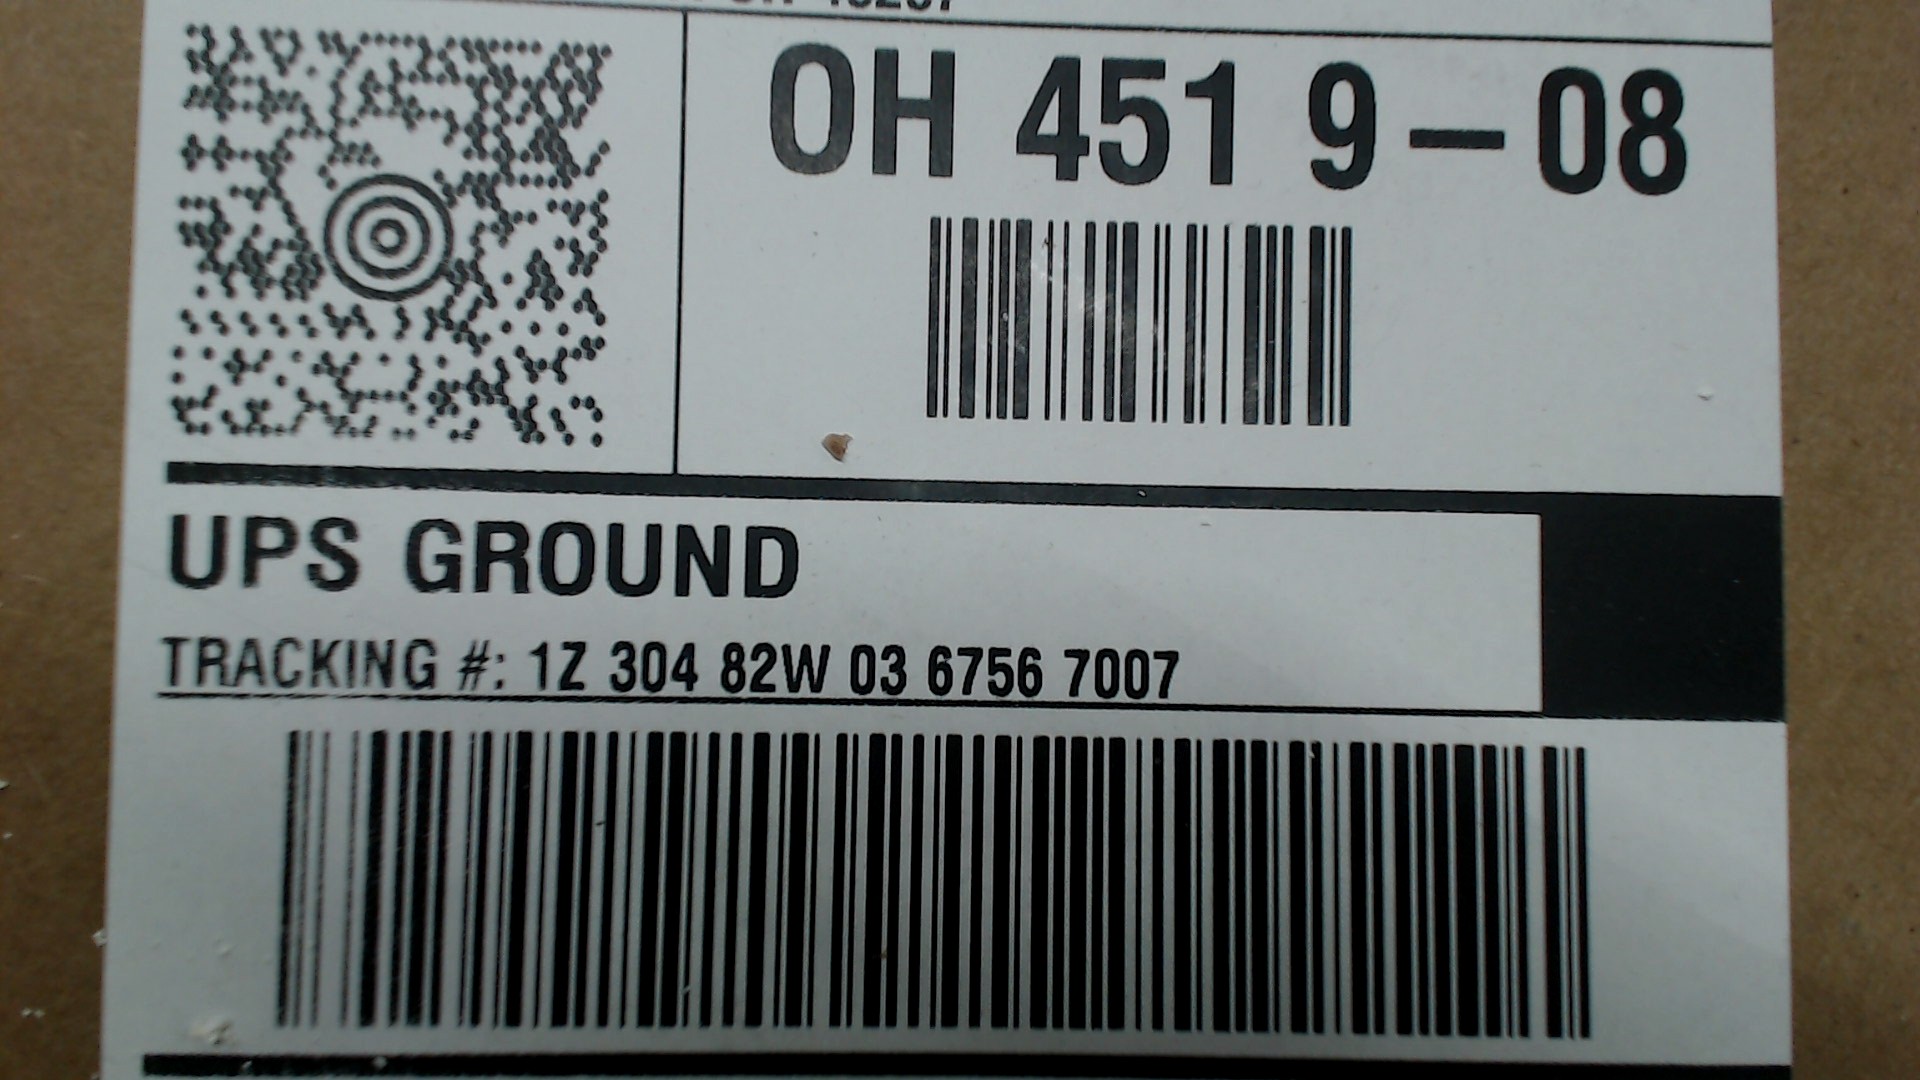 OH 451 9-08
UPS GROUND
TRACKING #: 1Z 304 82W 03 6756 7007